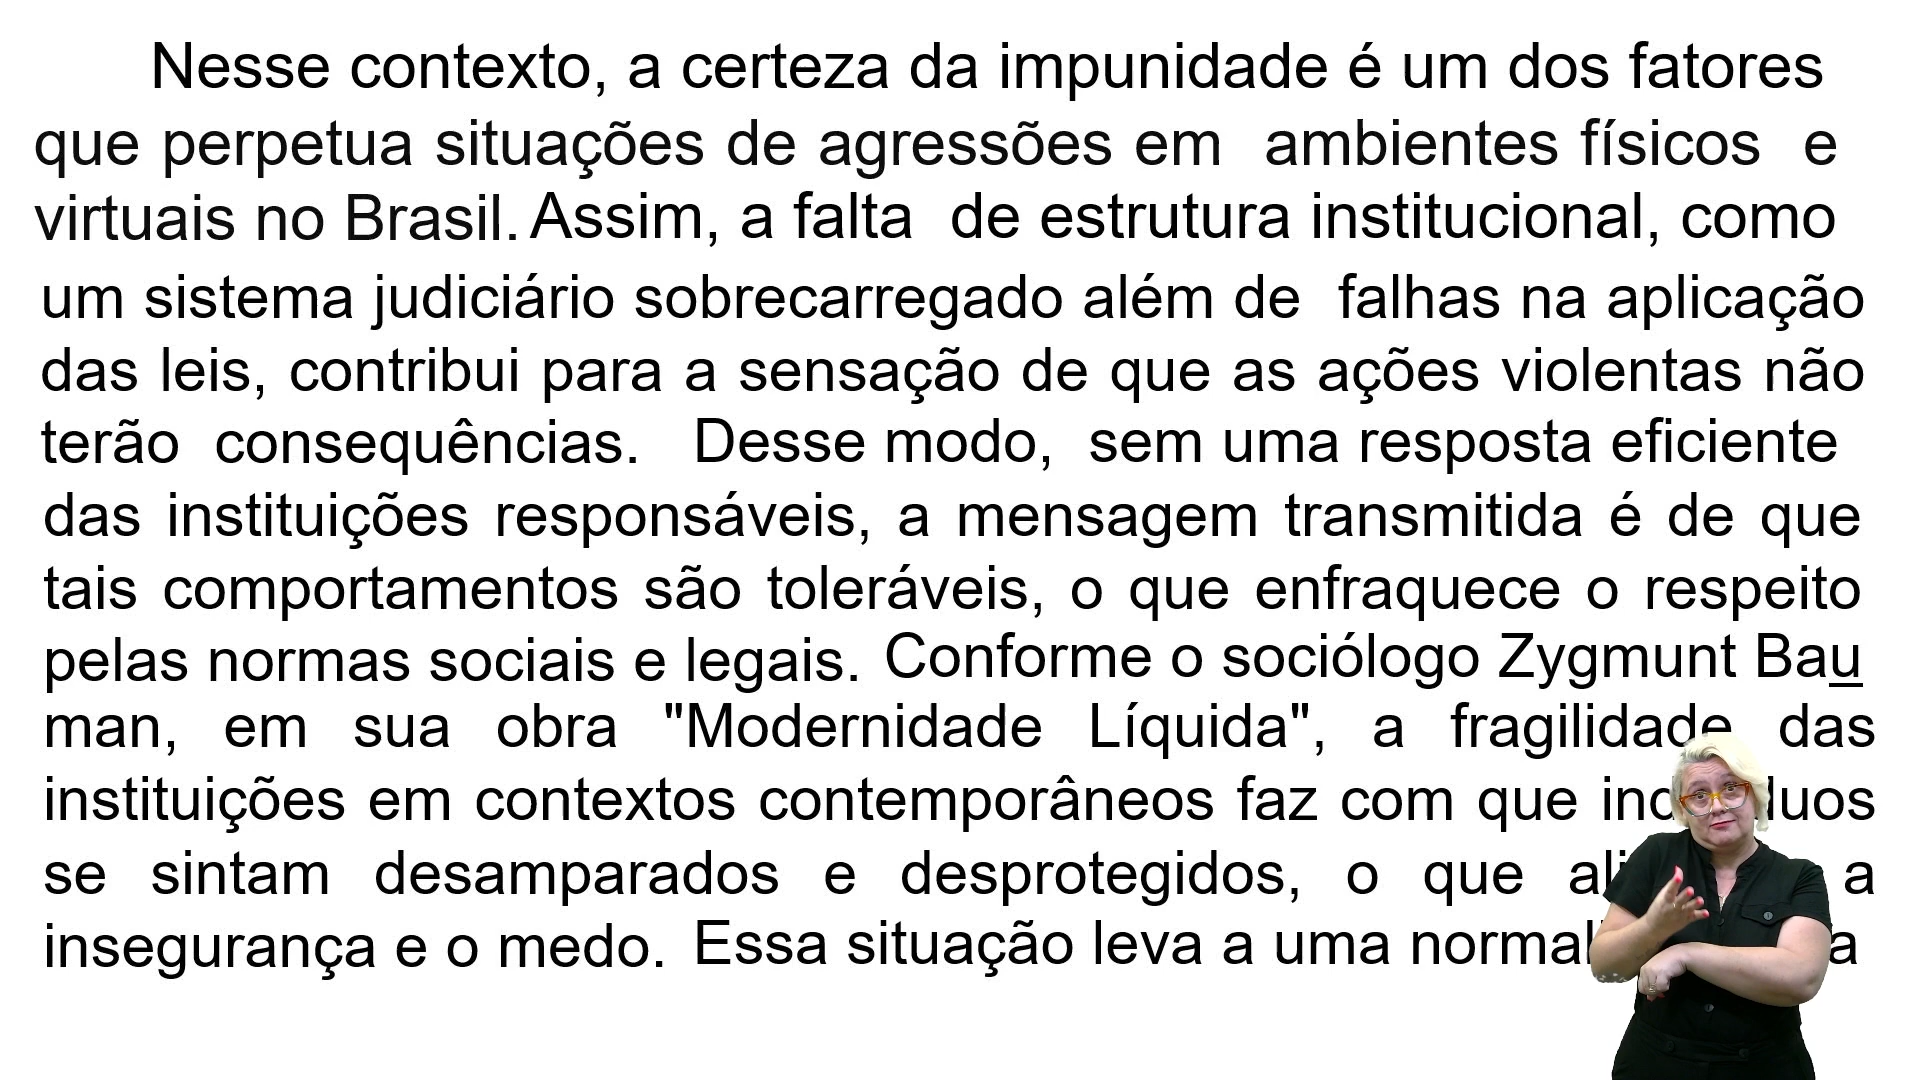 Nesse contexto, a certeza da impunidade é um dos fatores
que perpetua situações de agressões em ambientes físicos e
virtuais no Brasil. Assim, a falta de estrutura institucional, como
um sistema judiciário sobrecarregado além de falhas na aplicação
das leis, contribui para a sensação de que as ações violentas não
terão consequências. Desse modo, sem uma resposta eficiente
das instituições responsáveis, a mensagem transmitida é de que
tais comportamentos são toleráveis, o que enfraquece o respeito
pelas normas sociais e legais. Conforme o sociólogo Zygmunt Bau
man, em sua obra "Modernidade Líquida", a fragilidade das
instituições em contextos contemporâneos faz com que
se sintam desamparados e desprotegidos, o que a
insegurança e o medo. Essa situação leva a uma